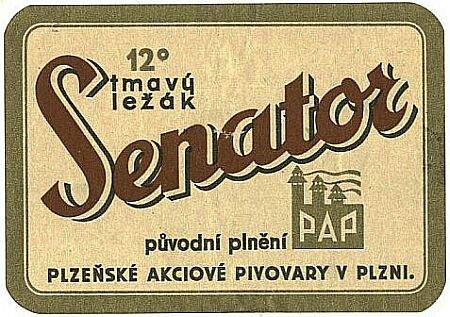 12°
tmavý
ležák
Senator
původní plnění
PAP
PLZEŇSKÉ AKCIOVÉ PIVOVARY V PLZNI.